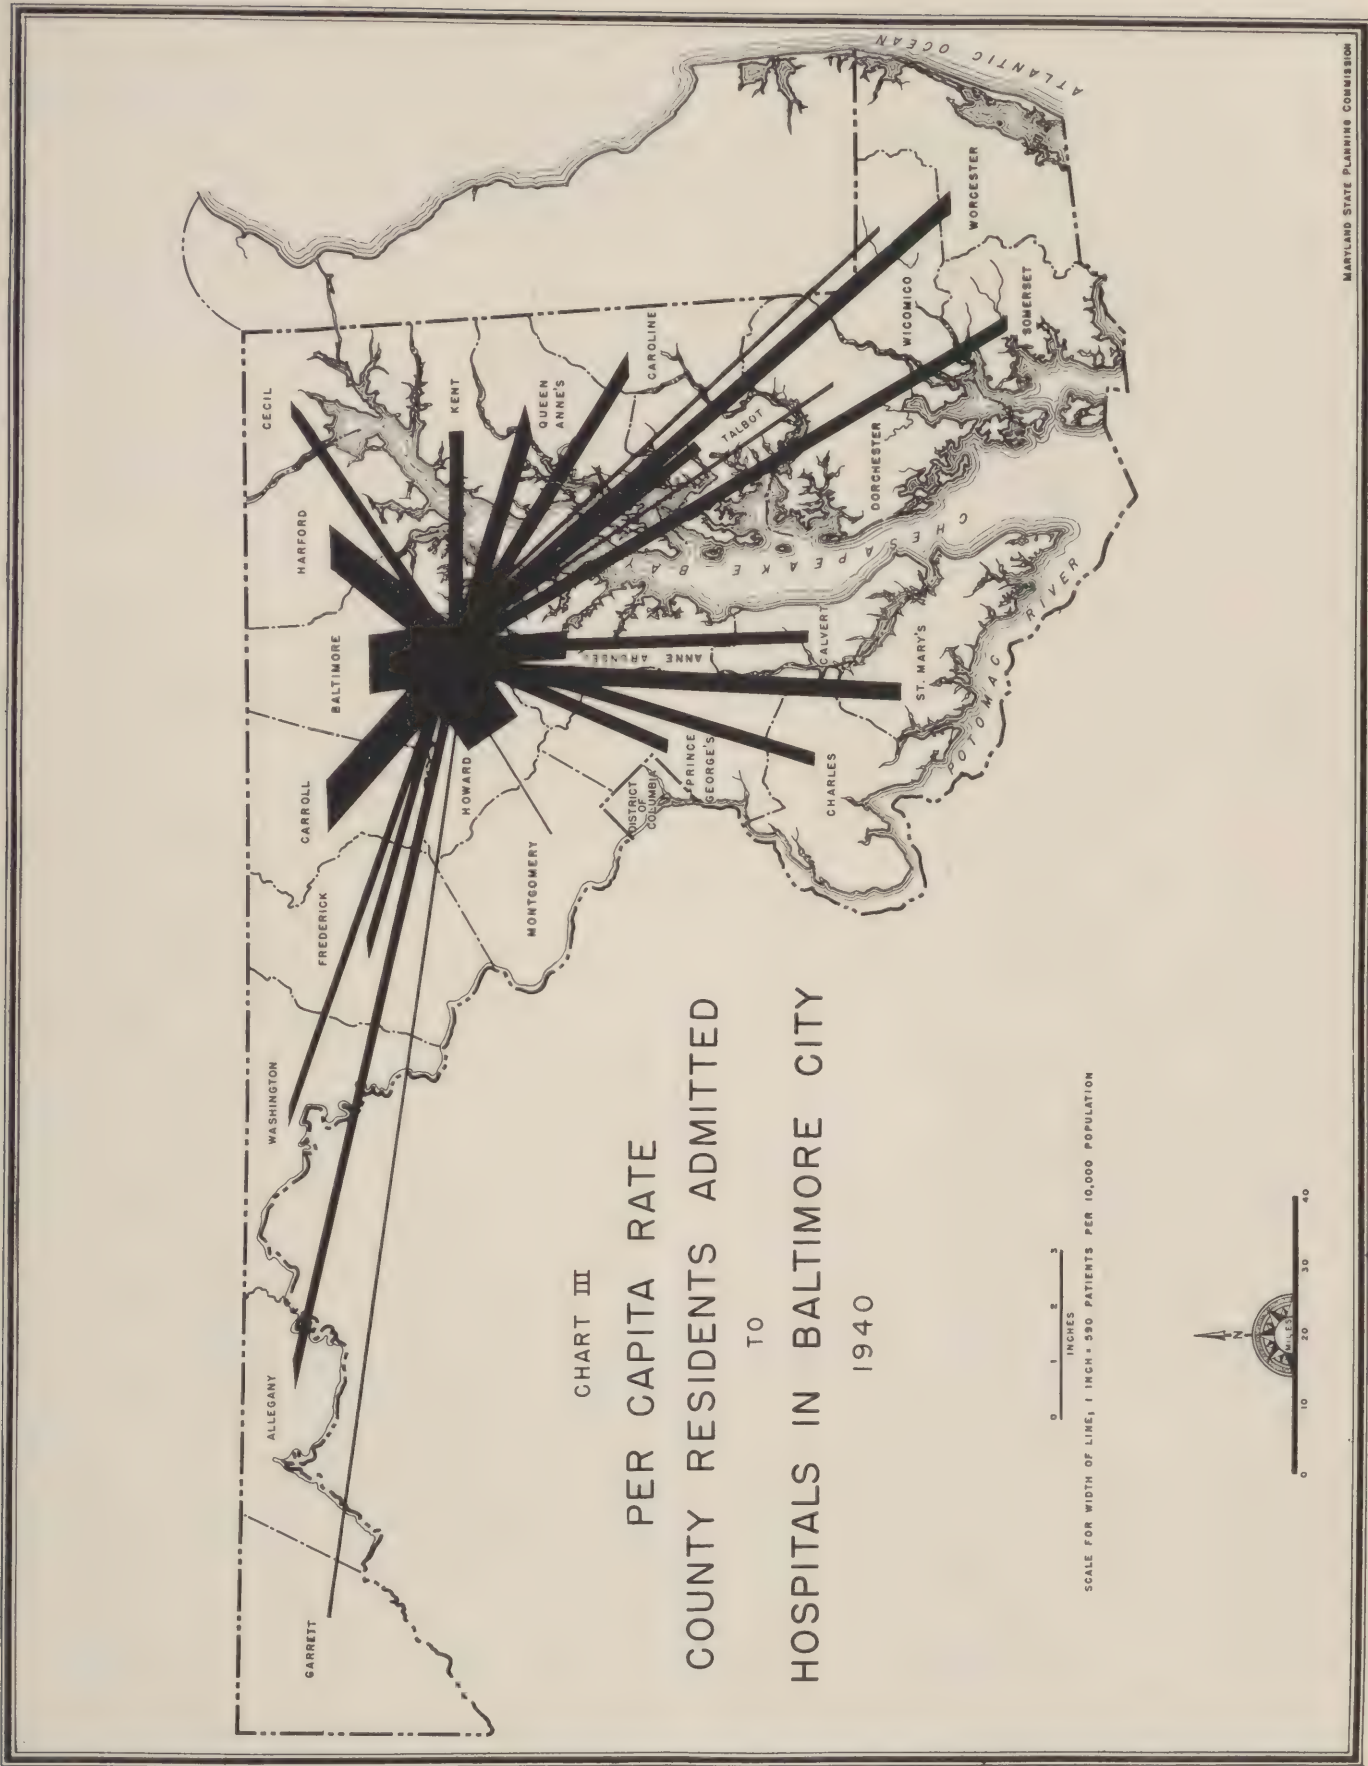 CHART III
PER CAPITA RATE
COUNTY RESIDENTS ADMITTED
TO
HOSPITALS IN BALTIMORE CITY
1940
GARRETT
ALLEGANY
WASHINGTON
FREDERICK
CARROLL
BALTIMORE
HARFORD
CECIL
HOWARD
MONTGOMERY
KENT
QUEEN
ANNE'S
CAROLINE
TALBOT
ANNE ARUNDEL
DISTRICT
OF
COLUMBIA
PRINCE
GEORGE'S
CHARLES
CALVERT
ST. MARY'S
DORCHESTER
WICOMICO
SOMERSET
WORCESTER
CHESAPEAKE BAY
POTOMAC RIVER
ATLANTIC OCEAN
0 1 2 3
INCHES
SCALE FOR WIDTH OF LINE; 1 INCH = 590 PATIENTS PER 10,000 POPULATION
N
MILES
0 10 20 30 40
MARYLAND STATE PLANNING COMMISSION